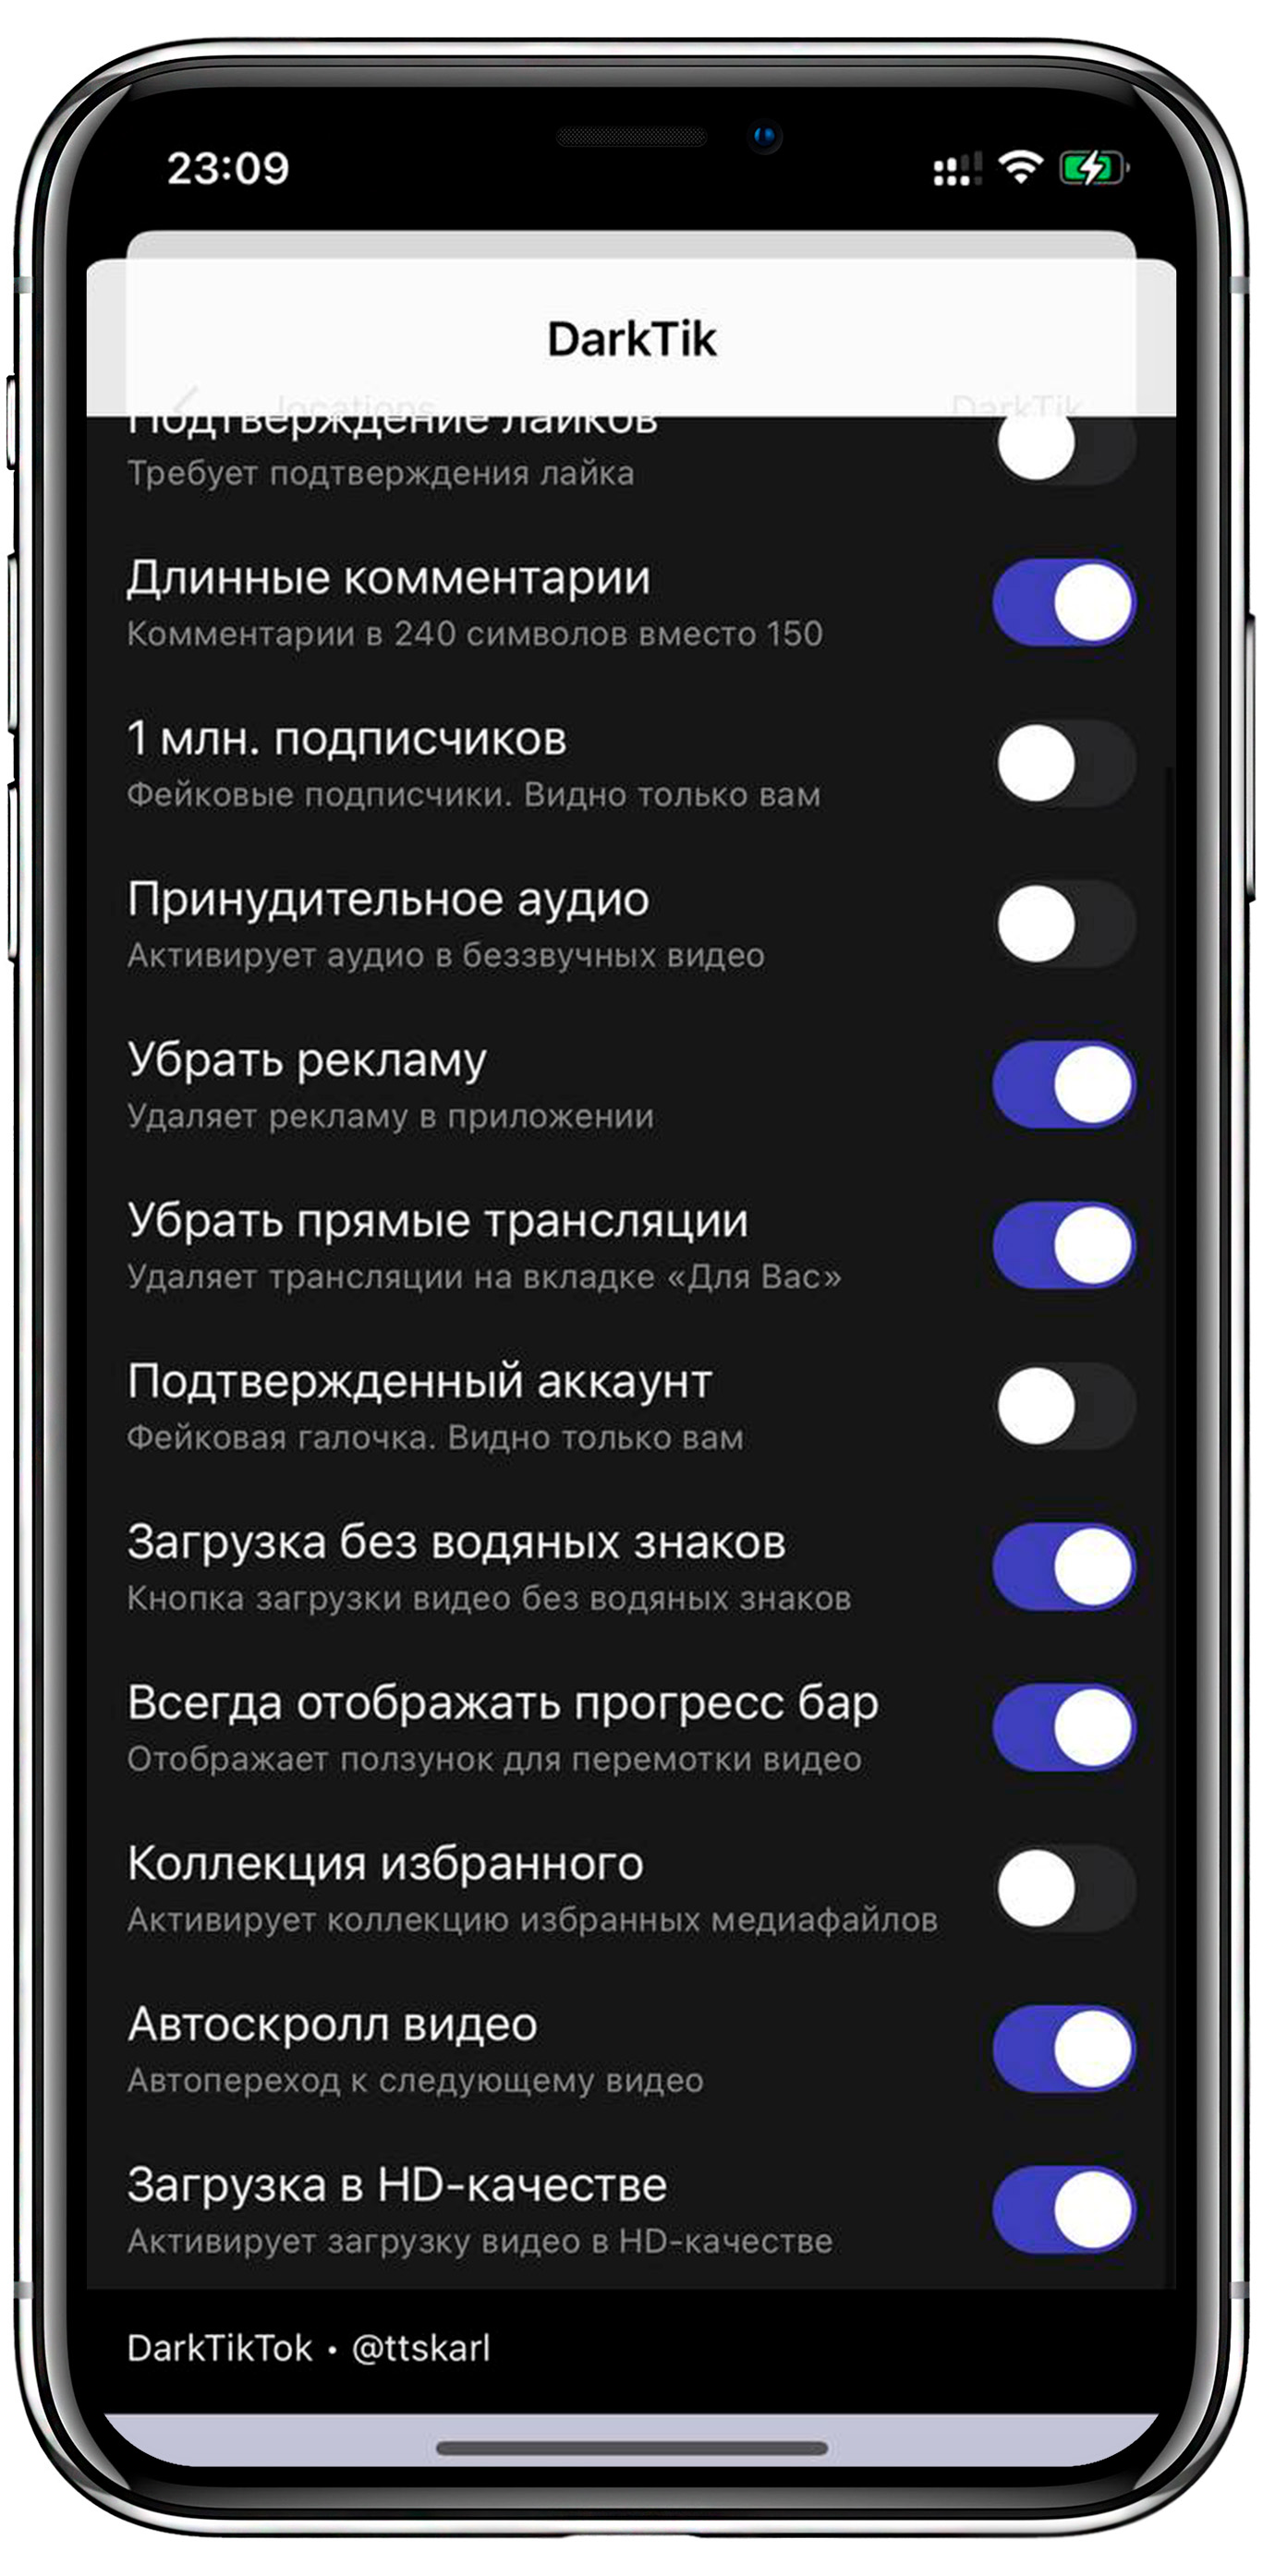 23:09
DarkTik
locations
DarkTik
Подтверждение лайков
Требует подтверждения лайка
Длинные комментарии
Комментарии в 240 символов вместо 150
1 млн. подписчиков
Фейковые подписчики. Видно только вам
Принудительное аудио
Активирует аудио в беззвучных видео
Убрать рекламу
Удаляет рекламу в приложении
Убрать прямые трансляции
Удаляет трансляции на вкладке «Для Вас»
Подтвержденный аккаунт
Фейковая галочка. Видно только вам
Загрузка без водяных знаков
Кнопка загрузки видео без водяных знаков
Всегда отображать прогресс бар
Отображает ползунок для перемотки видео
Коллекция избранного
Активирует коллекцию избранных медиафайлов
Автоскролл видео
Автопереход к следующему видео
Загрузка в HD-качестве
Активирует загрузку видео в HD-качестве
DarkTikTok • @ttskarl